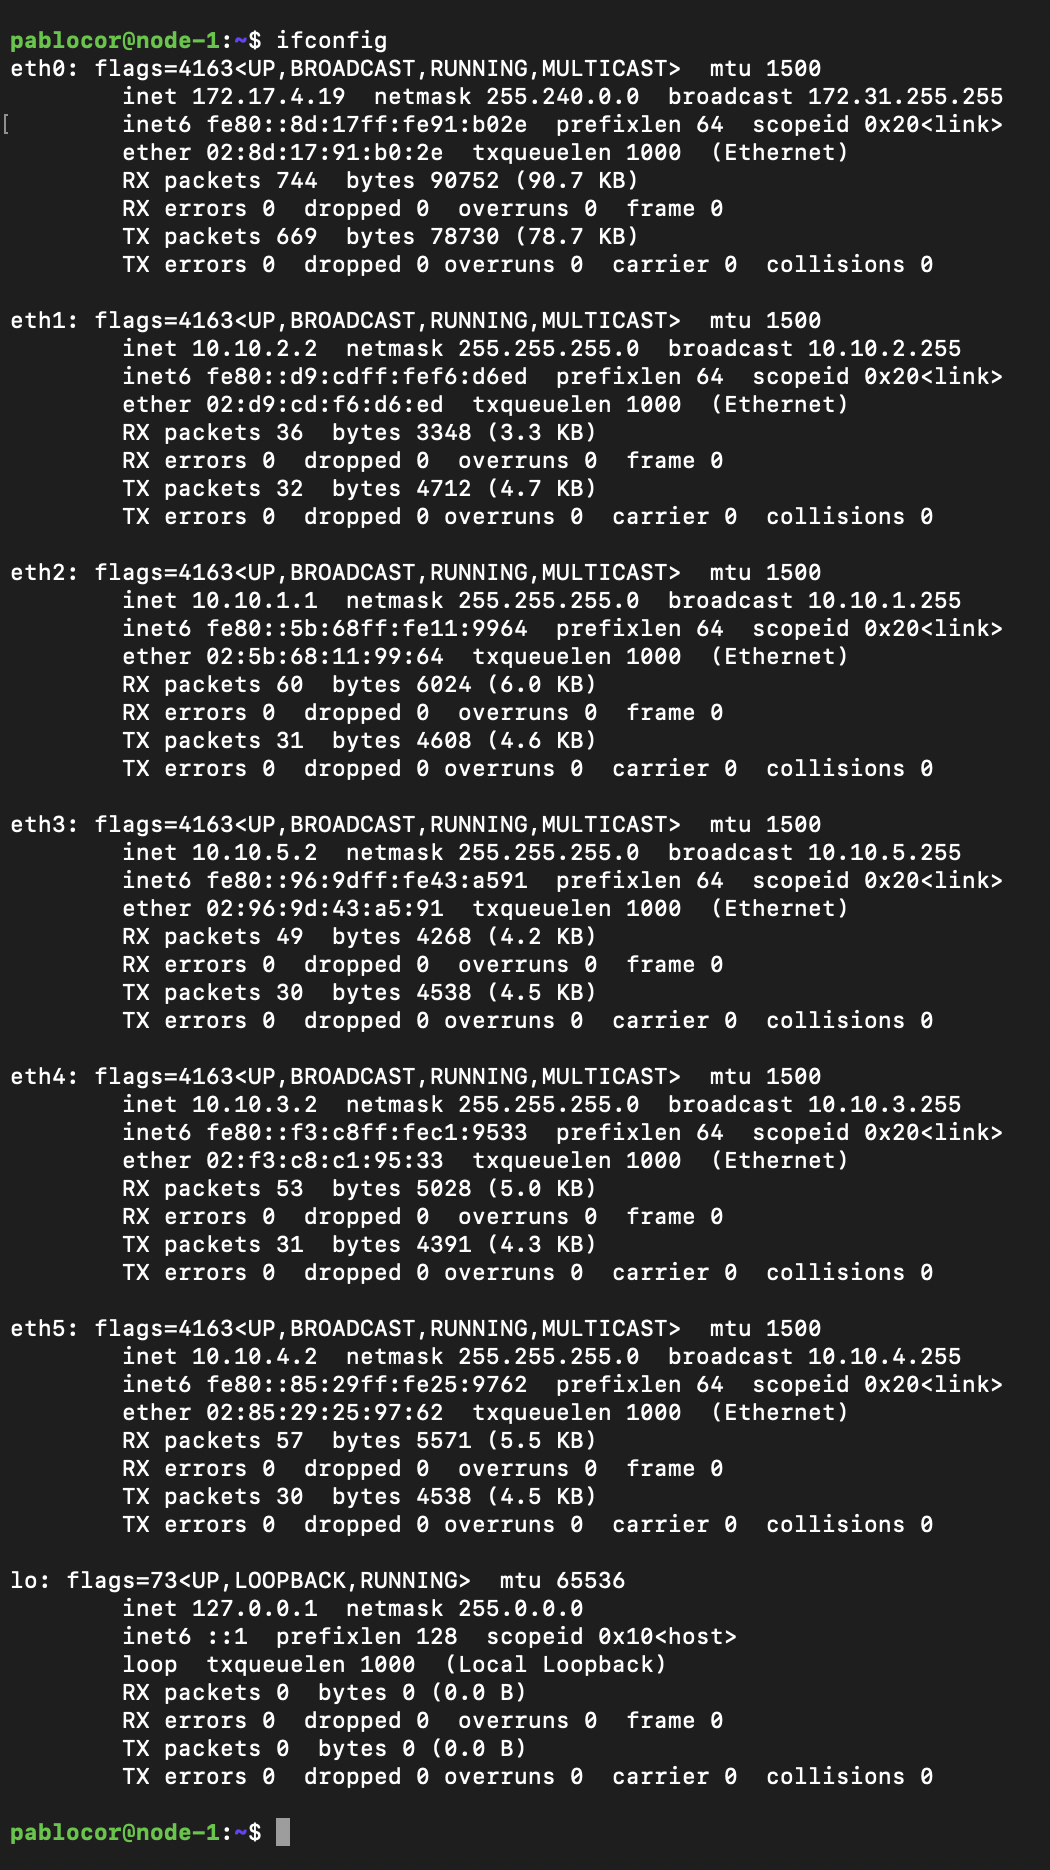 pablocor@node-1:~$ ifconfig
eth0: flags=4163<UP,BROADCAST,RUNNING,MULTICAST>  mtu 1500
        inet 172.17.4.19  netmask 255.240.0.0  broadcast 172.31.255.255
[       inet6 fe80::8d:17ff:fe91:b02e  prefixlen 64  scopeid 0x20<link>
        ether 02:8d:17:91:b0:2e  txqueuelen 1000  (Ethernet)
        RX packets 744  bytes 90752 (90.7 KB)
        RX errors 0  dropped 0  overruns 0  frame 0
        TX packets 669  bytes 78730 (78.7 KB)
        TX errors 0  dropped 0 overruns 0  carrier 0  collisions 0

eth1: flags=4163<UP,BROADCAST,RUNNING,MULTICAST>  mtu 1500
        inet 10.10.2.2  netmask 255.255.255.0  broadcast 10.10.2.255
        inet6 fe80::d9:cdff:fef6:d6ed  prefixlen 64  scopeid 0x20<link>
        ether 02:d9:cd:f6:d6:ed  txqueuelen 1000  (Ethernet)
        RX packets 36  bytes 3348 (3.3 KB)
        RX errors 0  dropped 0  overruns 0  frame 0
        TX packets 32  bytes 4712 (4.7 KB)
        TX errors 0  dropped 0 overruns 0  carrier 0  collisions 0

eth2: flags=4163<UP,BROADCAST,RUNNING,MULTICAST>  mtu 1500
        inet 10.10.1.1  netmask 255.255.255.0  broadcast 10.10.1.255
        inet6 fe80::5b:68ff:fe11:9964  prefixlen 64  scopeid 0x20<link>
        ether 02:5b:68:11:99:64  txqueuelen 1000  (Ethernet)
        RX packets 60  bytes 6024 (6.0 KB)
        RX errors 0  dropped 0  overruns 0  frame 0
        TX packets 31  bytes 4608 (4.6 KB)
        TX errors 0  dropped 0 overruns 0  carrier 0  collisions 0

eth3: flags=4163<UP,BROADCAST,RUNNING,MULTICAST>  mtu 1500
        inet 10.10.5.2  netmask 255.255.255.0  broadcast 10.10.5.255
        inet6 fe80::96:9dff:fe43:a591  prefixlen 64  scopeid 0x20<link>
        ether 02:96:9d:43:a5:91  txqueuelen 1000  (Ethernet)
        RX packets 49  bytes 4268 (4.2 KB)
        RX errors 0  dropped 0  overruns 0  frame 0
        TX packets 30  bytes 4538 (4.5 KB)
        TX errors 0  dropped 0 overruns 0  carrier 0  collisions 0

eth4: flags=4163<UP,BROADCAST,RUNNING,MULTICAST>  mtu 1500
        inet 10.10.3.2  netmask 255.255.255.0  broadcast 10.10.3.255
        inet6 fe80::f3:c8ff:fec1:9533  prefixlen 64  scopeid 0x20<link>
        ether 02:f3:c8:c1:95:33  txqueuelen 1000  (Ethernet)
        RX packets 53  bytes 5028 (5.0 KB)
        RX errors 0  dropped 0  overruns 0  frame 0
        TX packets 31  bytes 4391 (4.3 KB)
        TX errors 0  dropped 0 overruns 0  carrier 0  collisions 0

eth5: flags=4163<UP,BROADCAST,RUNNING,MULTICAST>  mtu 1500
        inet 10.10.4.2  netmask 255.255.255.0  broadcast 10.10.4.255
        inet6 fe80::85:29ff:fe25:9762  prefixlen 64  scopeid 0x20<link>
        ether 02:85:29:25:97:62  txqueuelen 1000  (Ethernet)
        RX packets 57  bytes 5571 (5.5 KB)
        RX errors 0  dropped 0  overruns 0  frame 0
        TX packets 30  bytes 4538 (4.5 KB)
        TX errors 0  dropped 0 overruns 0  carrier 0  collisions 0

lo: flags=73<UP,LOOPBACK,RUNNING>  mtu 65536
        inet 127.0.0.1  netmask 255.0.0.0
        inet6 ::1  prefixlen 128  scopeid 0x10<host>
        loop  txqueuelen 1000  (Local Loopback)
        RX packets 0  bytes 0 (0.0 B)
        RX errors 0  dropped 0  overruns 0  frame 0
        TX packets 0  bytes 0 (0.0 B)
        TX errors 0  dropped 0 overruns 0  carrier 0  collisions 0

pablocor@node-1:~$